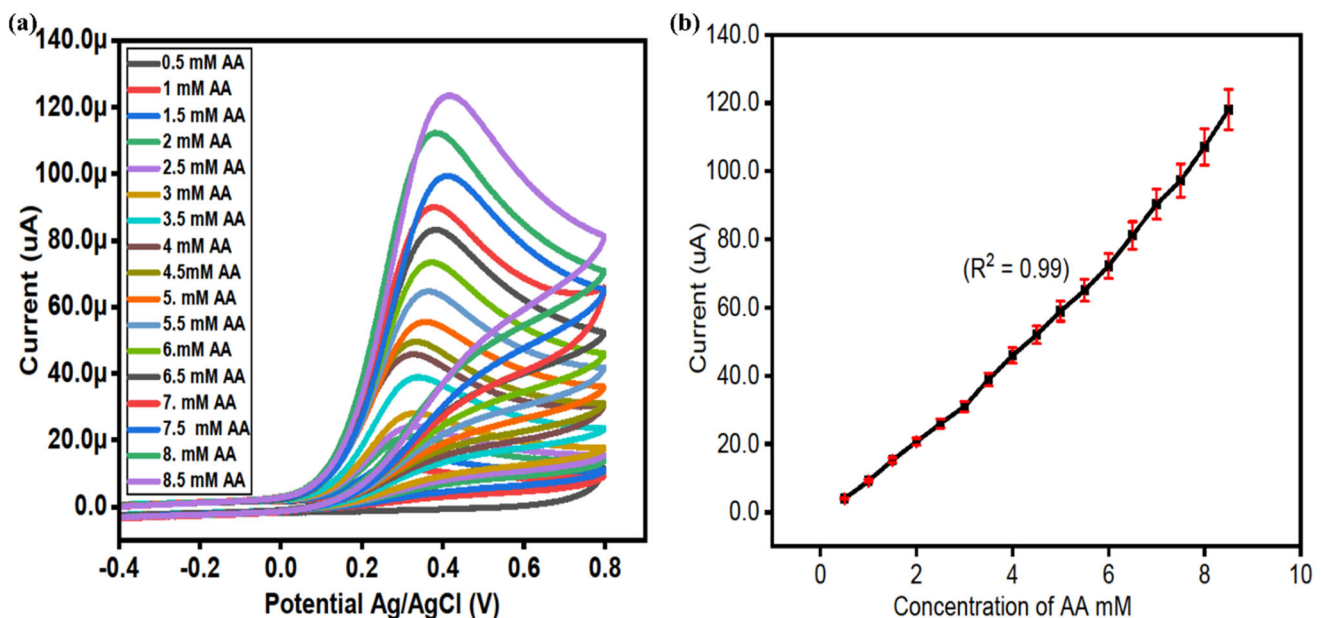 (a)
140.0µ
120.0µ
100.0µ
80.0µ
60.0µ
40.0µ
20.0µ
0.0
Current (uA)
0.5 mM AA
1 mM AA
1.5 mM AA
2 mM AA
2.5 mM AA
3 mM AA
3.5 mM AA
4 mM AA
4.5mM AA
5. mM AA
5.5 mM AA
6.mM AA
6.5 mM AA
7. mM AA
7.5 mM AA
8. mM AA
8.5 mM AA
-0.4 -0.2 0.0 0.2 0.4 0.6 0.8
Potential Ag/AgCl (V)
(b)
140.0
120.0
100.0
80.0
60.0
40.0
20.0
0.0
Current (uA)
(R² = 0.99)
0 2 4 6 8 10
Concentration of AA mM